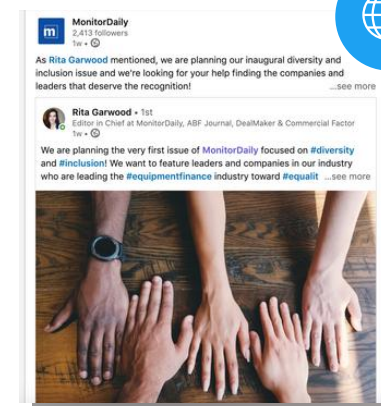 m
MonitorDaily
2,413 followers
1w •
As Rita Garwood mentioned, we are planning our inaugural diversity and
inclusion issue and we're looking for your help finding the companies and
leaders that deserve the recognition!
...see more
Rita Garwood • 1st
Editor in Chief at MonitorDaily, ABF Journal, DealMaker & Commercial Factor
1w •
We are planning the very first issue of MonitorDaily focused on #diversity
and #inclusion! We want to feature leaders and companies in our industry
who are leading the #equipmentfinance industry toward #equalit ...see more